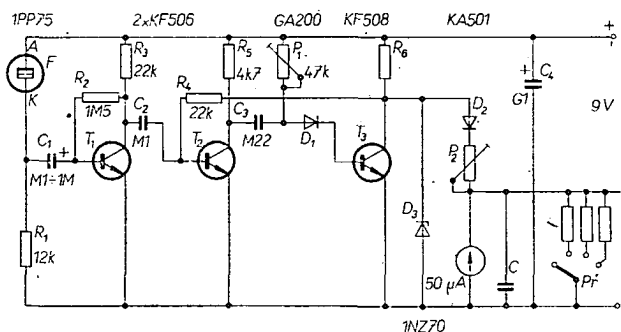 1PP75 2xKF506 GA200 KF508 KA501
A F K
R3 22k
R5 4k7
P1 47k
R6
C4 G1
+
9V
R2 1M5
R4 22k
C2 M1
C3 M22
D1
D2
P2
C1 + M1÷1M
T1
T2
T3
D3
R1 12k
50 µA
C
r
Př
1NZ70